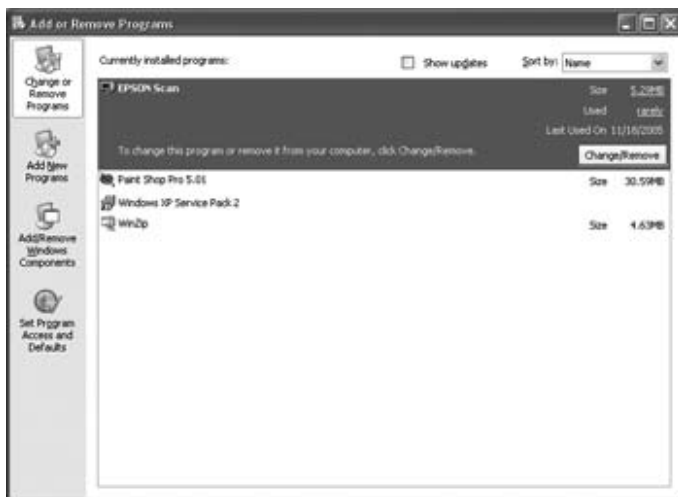 Add or Remove Programs
Change or
Remove
Programs
Add New
Programs
Add/Remove
Windows
Components
Set Program
Access and
Defaults
Currently installed programs:
Show updates
Sort by: Name
EPSON Scan
Size 5.29MB
Used rarely
Last Used On 11/18/2005
To change this program or remove it from your computer, click Change/Remove.
Change/Remove
Paint Shop Pro 5.01
Size 30.59MB
Windows XP Service Pack 2
WinZip
Size 4.63MB